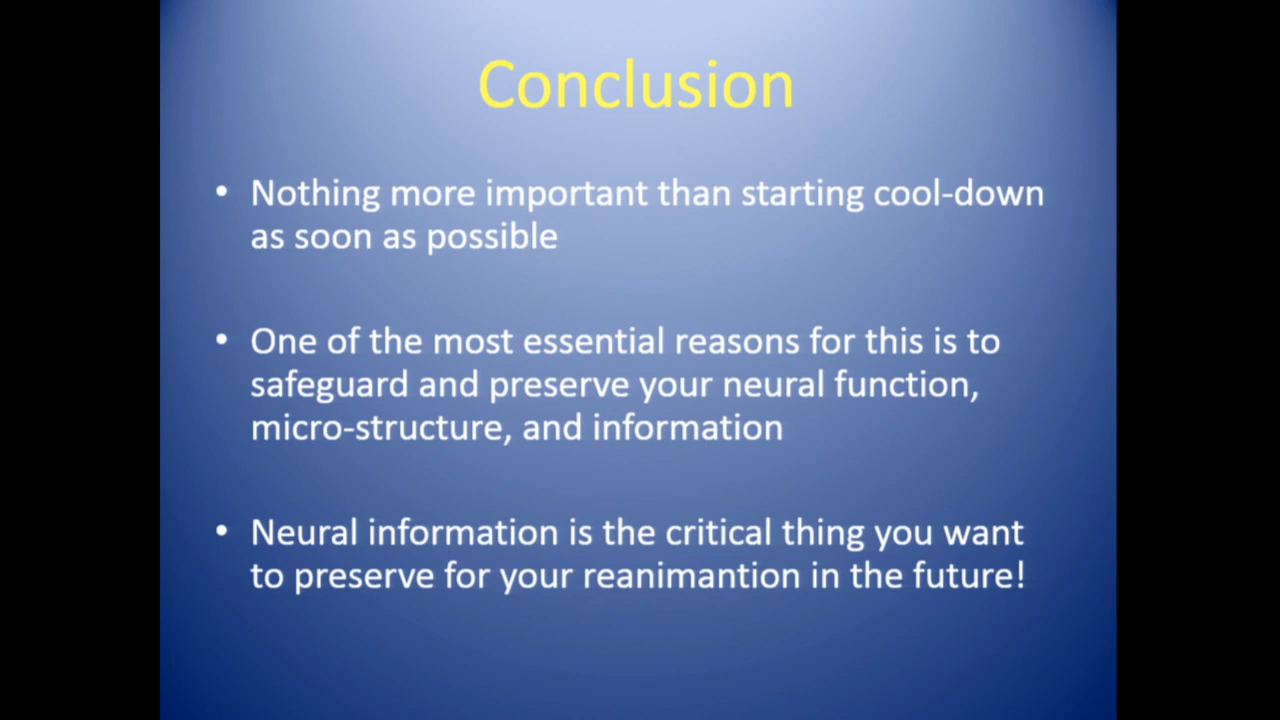 Conclusion
• Nothing more important than starting cool-down
as soon as possible
• One of the most essential reasons for this is to
safeguard and preserve your neural function,
micro-structure, and information
• Neural information is the critical thing you want
to preserve for your reanimantion in the future!